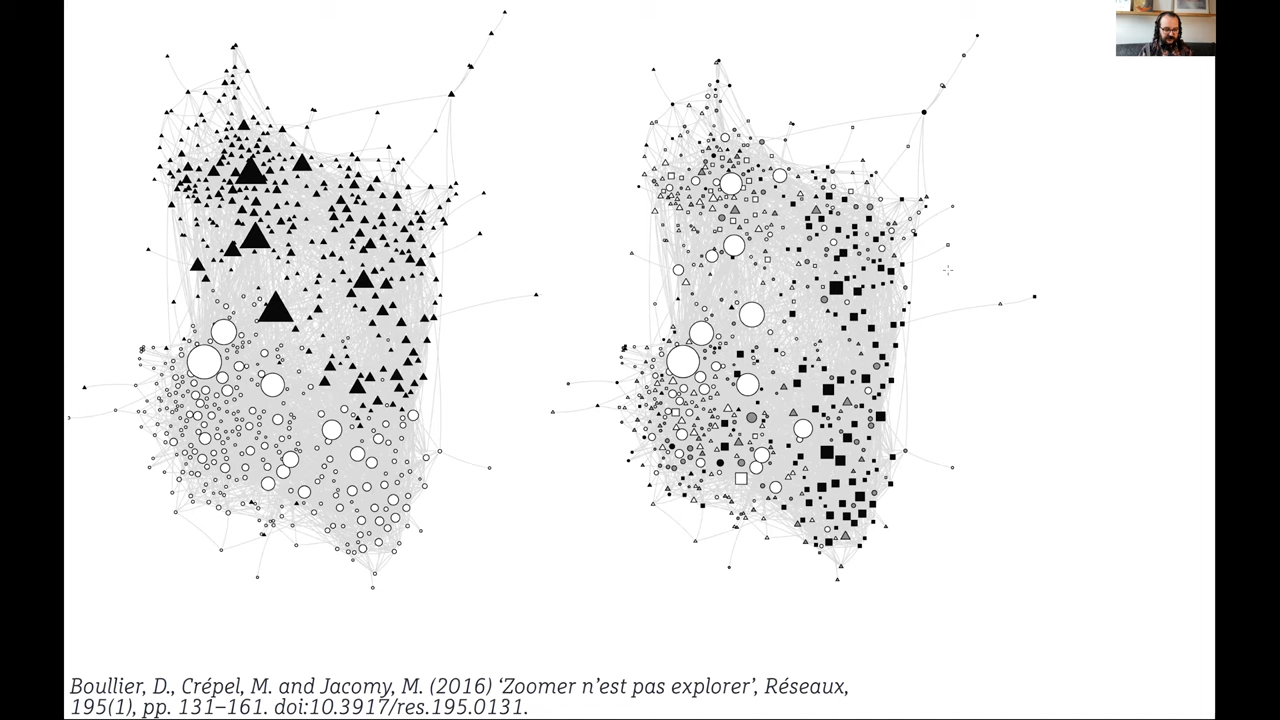 Boullier, D., Crépel, M. and Jacomy, M. (2016) ‘Zoomer n’est pas explorer’, Réseaux,
195(1), pp. 131–161. doi:10.3917/res.195.0131.